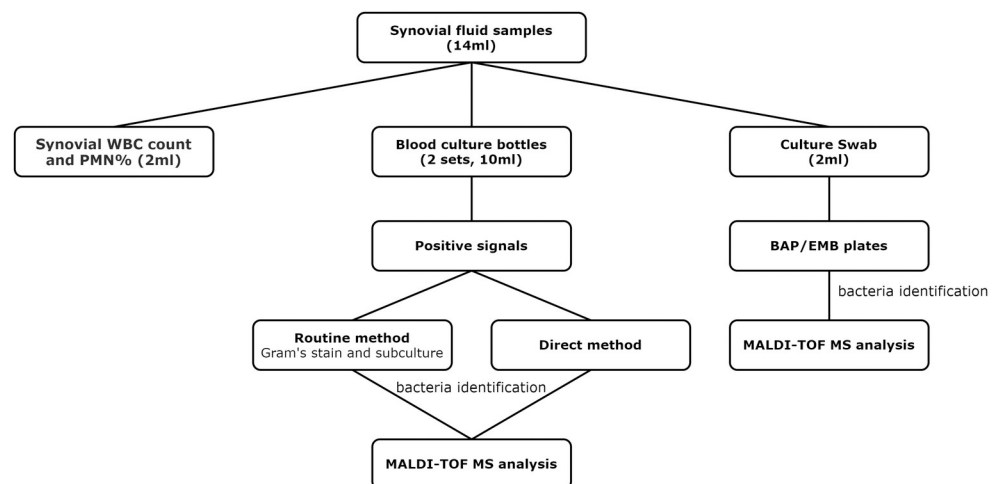 Synovial fluid samples
(14ml)
Synovial WBC count
and PMN% (2ml)
Blood culture bottles
(2 sets, 10ml)
Culture Swab
(2ml)
Positive signals
BAP/EMB plates
bacteria identification
Routine method
Gram's stain and subculture
Direct method
MALDI-TOF MS analysis
bacteria identification
MALDI-TOF MS analysis